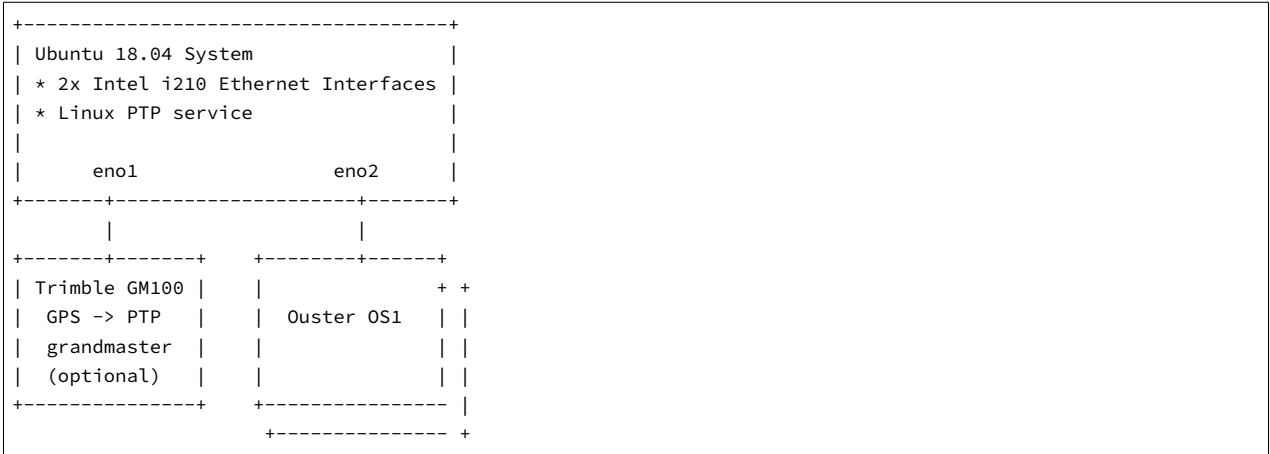 Ubuntu 18.04 System
* 2x Intel i210 Ethernet Interfaces
* Linux PTP service
eno1 eno2
Trimble GM100
GPS -> PTP Ouster OS1
grandmaster
(optional)